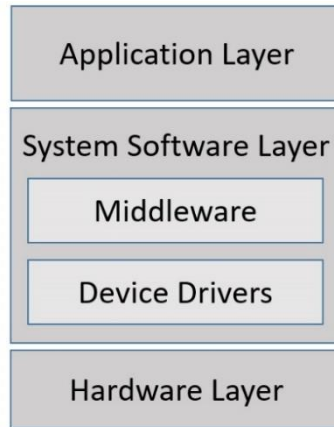 Application Layer
System Software Layer
Middleware
Device Drivers
Hardware Layer